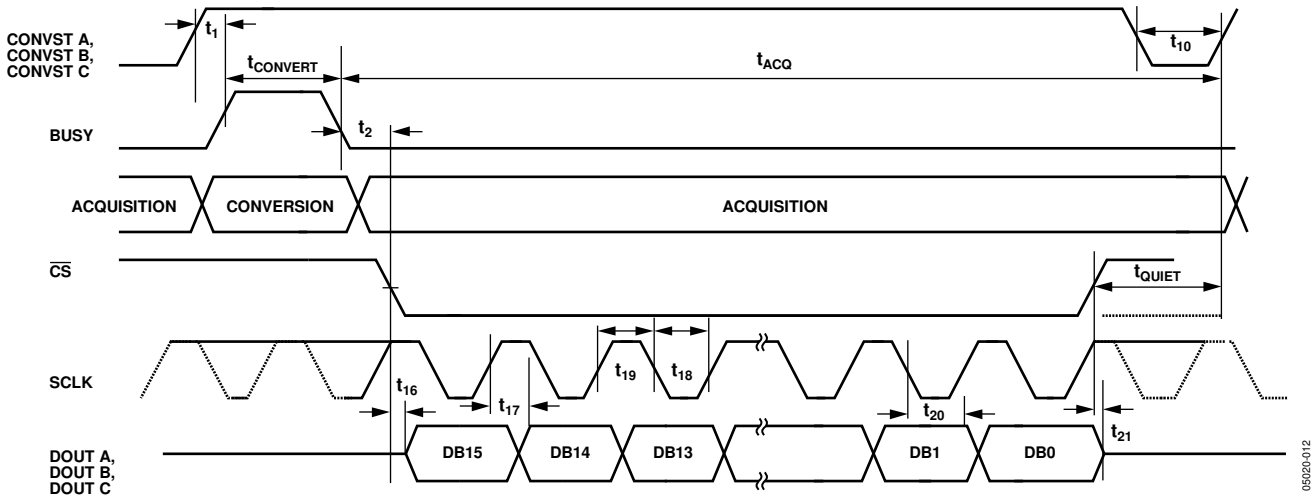 CONVST A,
CONVST B,
CONVST C
t1
tCONVERT
tACQ
t10
BUSY
t2
ACQUISITION
CONVERSION
ACQUISITION
CS
tQUIET
SCLK
t16
t17
t19
t18
t20
t21
DOUT A,
DOUT B,
DOUT C
DB15
DB14
DB13
DB1
DB0
05020-012